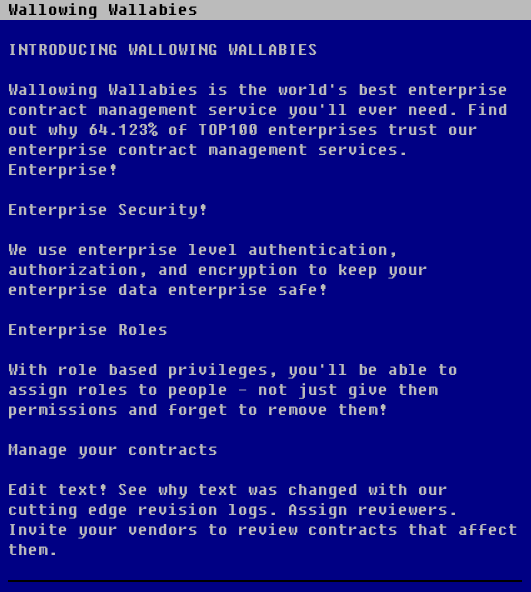 Wallowing Wallabies
INTRODUCING WALLOWING WALLABIES
Wallowing Wallabies is the world's best enterprise
contract management service you'll ever need. Find
out why 64.123% of TOP100 enterprises trust our
enterprise contract management services.
Enterprise!
Enterprise Security!
We use enterprise level authentication,
authorization, and encryption to keep your
enterprise data enterprise safe!
Enterprise Roles
With role based privileges, you'll be able to
assign roles to people - not just give them
permissions and forget to remove them!
Manage your contracts
Edit text! See why text was changed with our
cutting edge revision logs. Assign reviewers.
Invite your vendors to review contracts that affect
them.